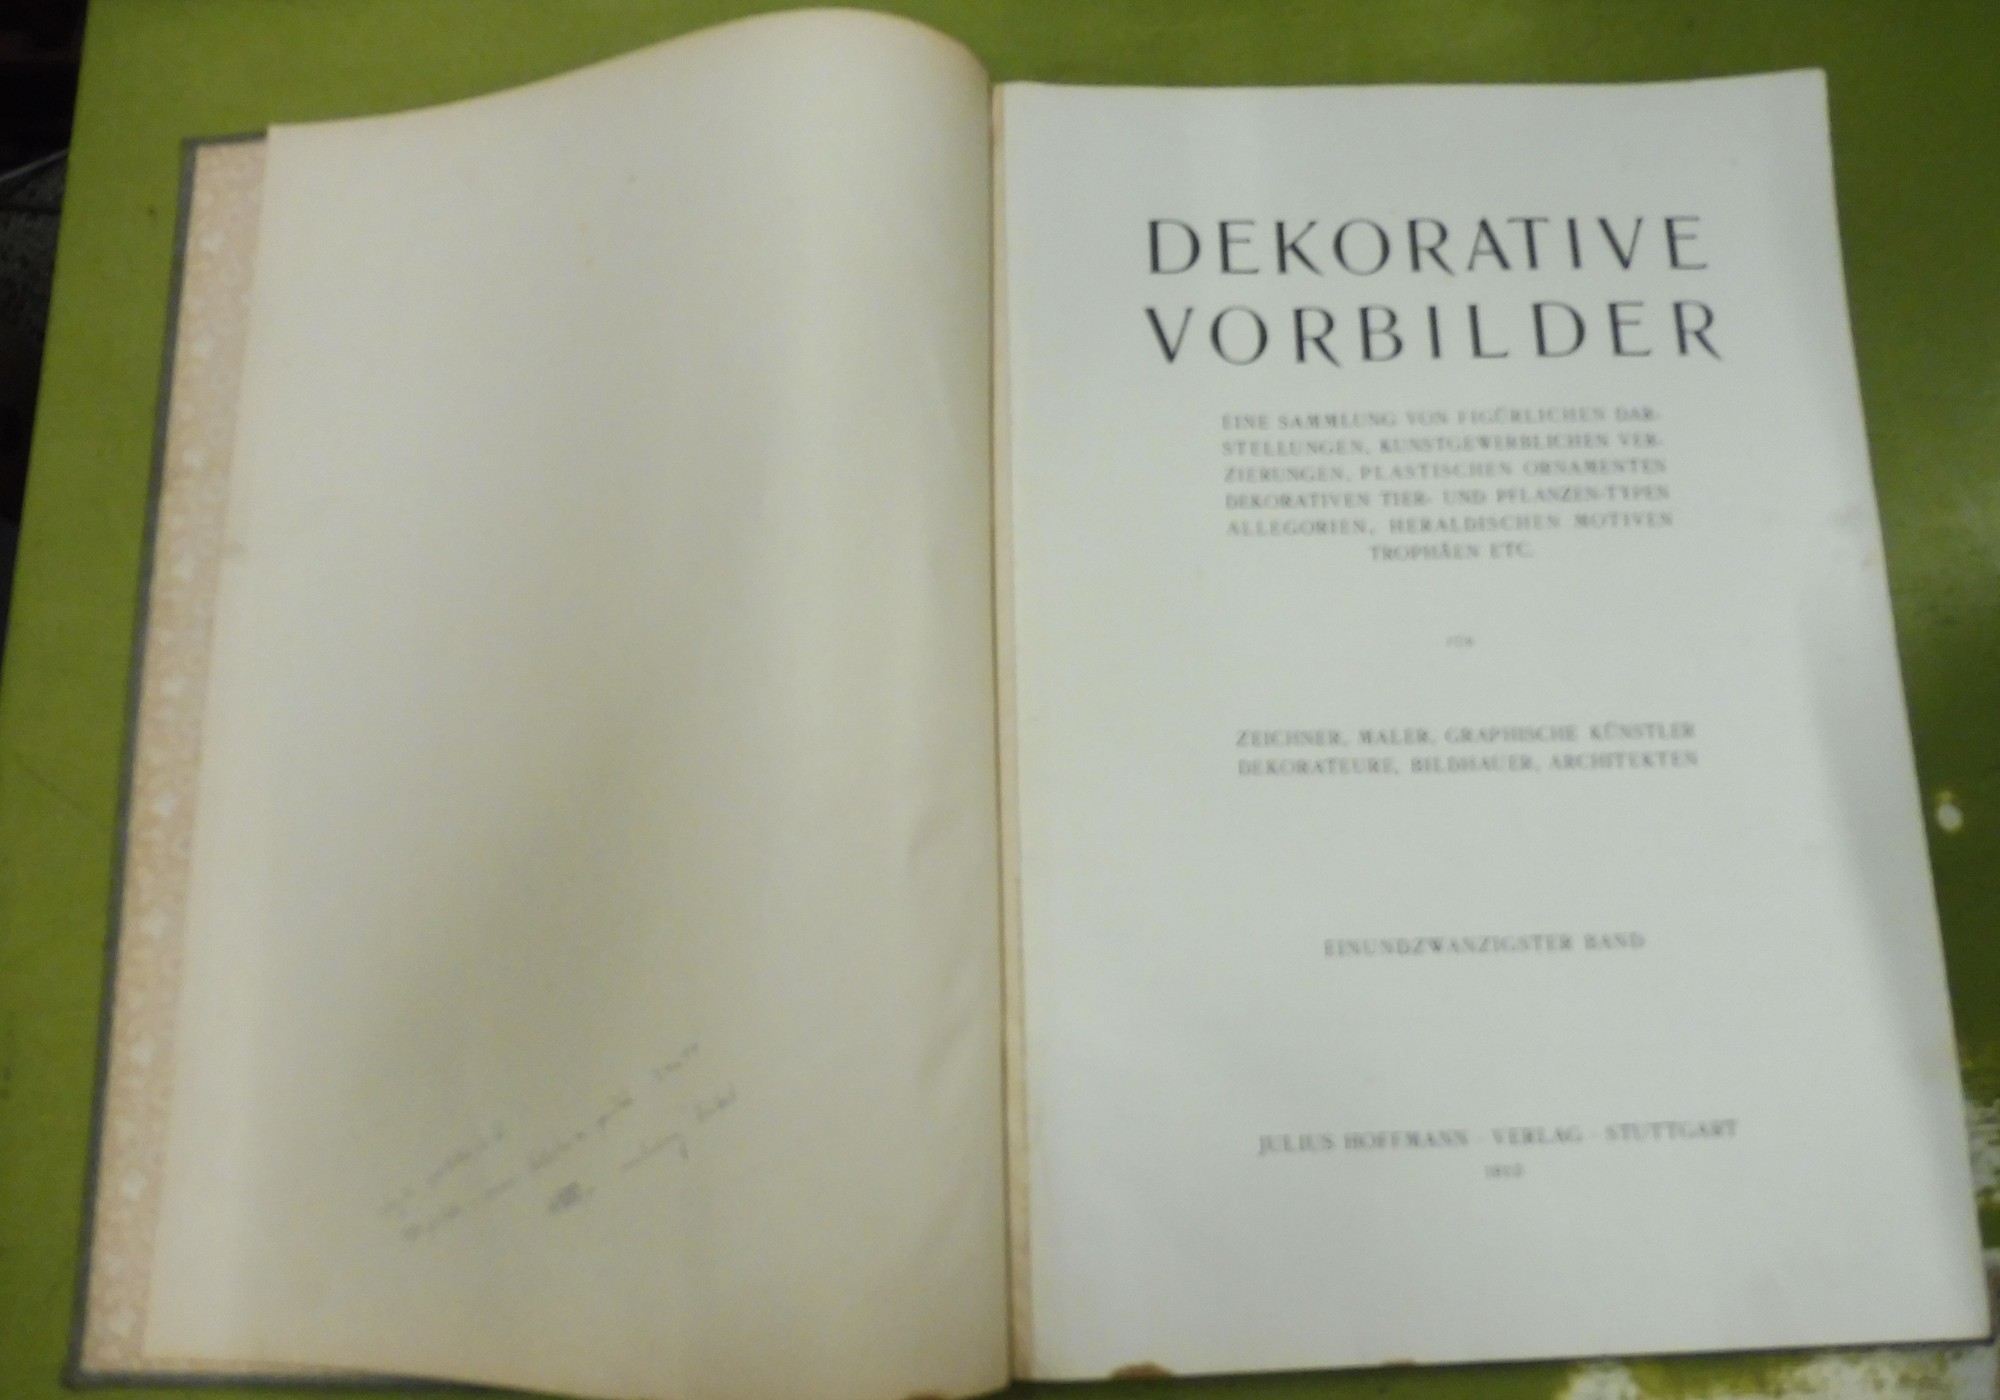 DEKORATIVE
VORBILDER
EINE SAMMLUNG VON FIGÜRLICHEN DAR-
STELLUNGEN, KUNSTGEWERBLICHEN VER-
ZIERUNGEN, PLASTISCHEN ORNAMENTEN
DEKORATIVEN TIER- UND PFLANZEN-TYPEN
ALLEGORIEN, HERALDISCHEN MOTIVEN
TROPHÄEN ETC.
FÜR
ZEICHNER, MALER, GRAPHISCHE KÜNSTLER
DEKORATEURE, BILDHAUER, ARCHITEKTEN
EINUNDZWANZIGSTER BAND
JULIUS HOFFMANN · VERLAG · STUTTGART